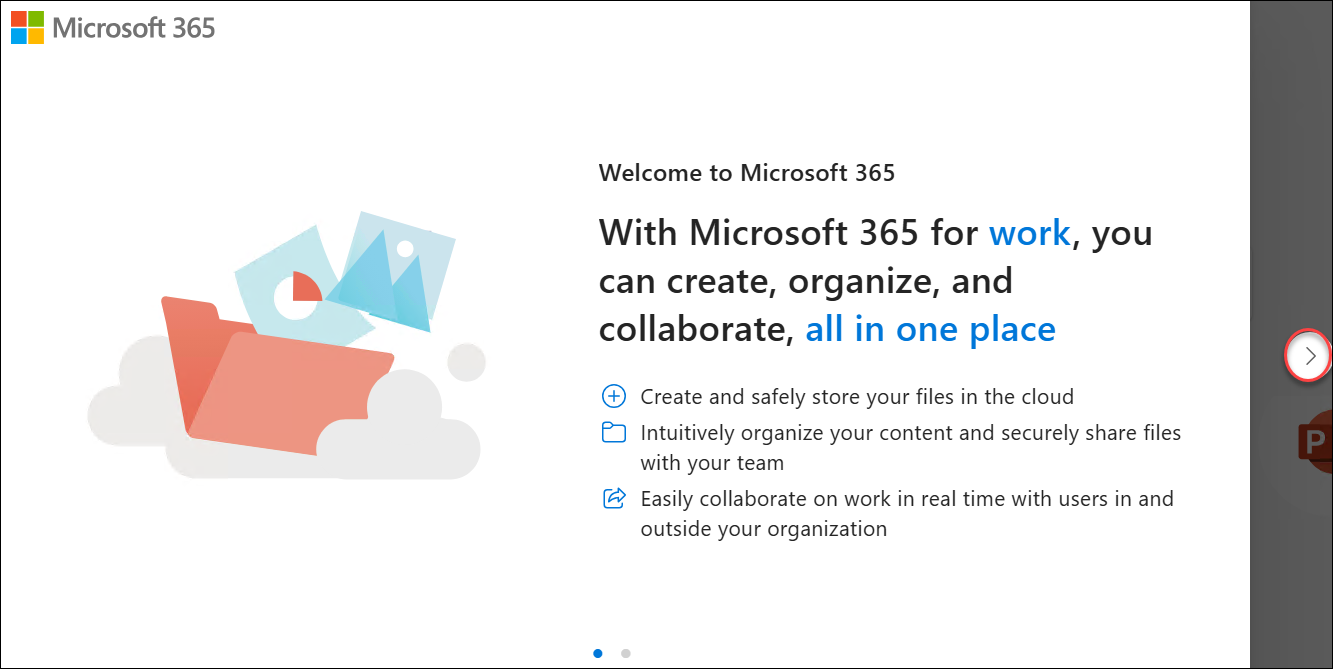 Microsoft 365
Welcome to Microsoft 365
With Microsoft 365 for work, you
can create, organize, and
collaborate, all in one place
Create and safely store your files in the cloud
Intuitively organize your content and securely share files
with your team
Easily collaborate on work in real time with users in and
outside your organization
P